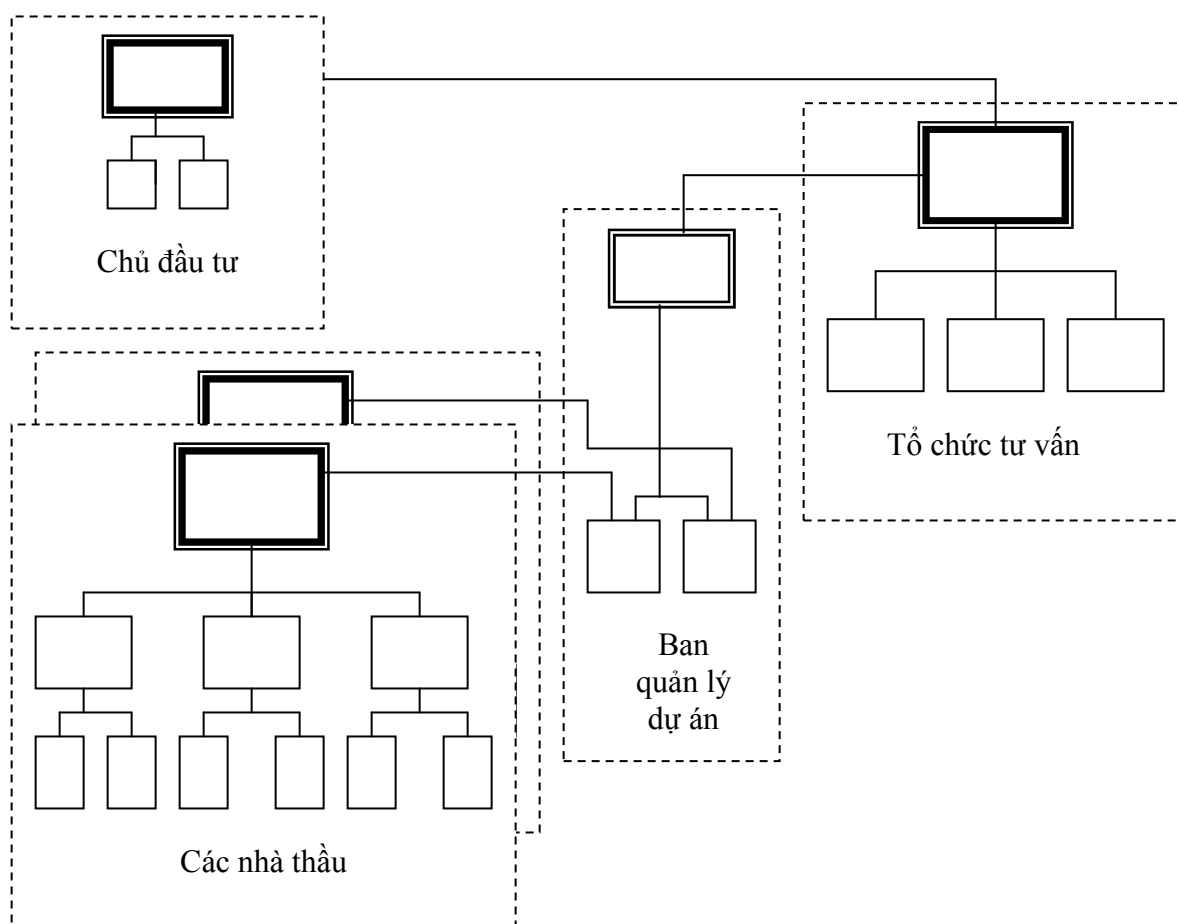 Chủ đầu tư
Tổ chức tư vấn
Ban
quản lý
dự án
Các nhà thầu